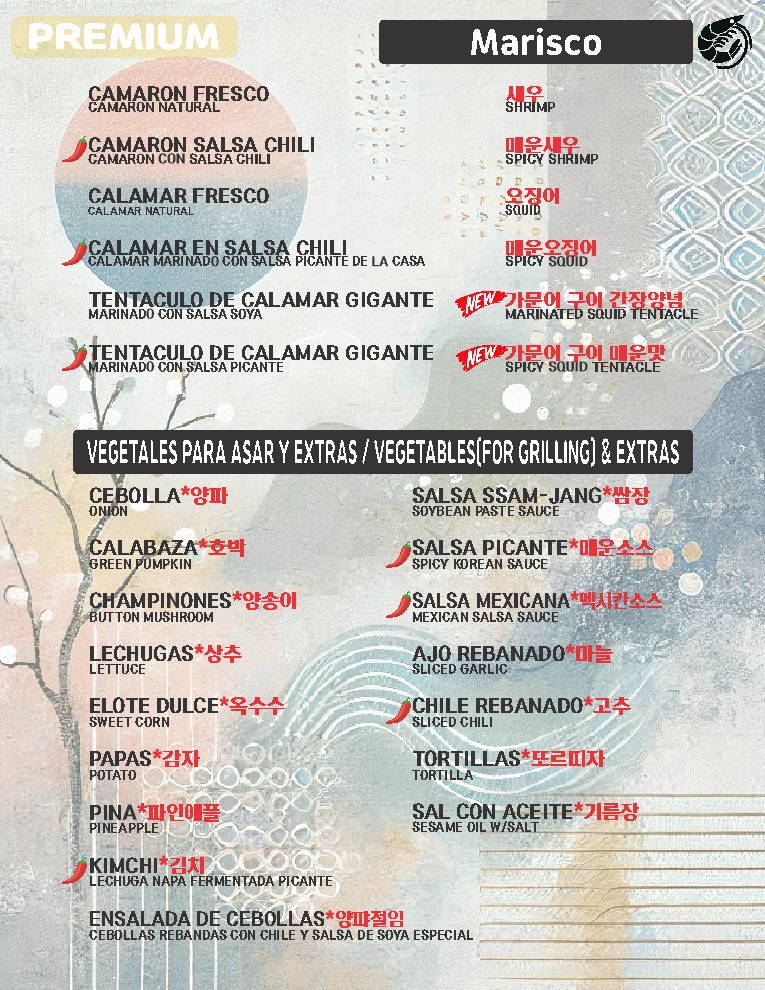 PREMIUM
Marisco
CAMARON FRESCO
CAMARON NATURAL
새우
SHRIMP
CAMARON SALSA CHILI
CAMARON CON SALSA CHILI
매운새우
SPICY SHRIMP
CALAMAR FRESCO
CALAMAR NATURAL
오징어
SQUID
CALAMAR EN SALSA CHILI
CALAMAR MARINADO CON SALSA PICANTE DE LA CASA
매운오징어
SPICY SQUID
TENTACULO DE CALAMAR GIGANTE
MARINADO CON SALSA SOYA
NEW 가문어 구이 간장양념
MARINATED SQUID TENTACLE
TENTACULO DE CALAMAR GIGANTE
MARINADO CON SALSA PICANTE
NEW 가문어 구이 매운맛
SPICY SQUID TENTACLE
VEGETALES PARA ASAR Y EXTRAS / VEGETABLES(FOR GRILLING) & EXTRAS
CEBOLLA*양파
ONION
CALABAZA*호박
GREEN PUMPKIN
CHAMPINONES*양송이
BUTTON MUSHROOM
LECHUGAS*상추
LETTUCE
ELOTE DULCE*옥수수
SWEET CORN
PAPAS*감자
POTATO
PINA*파인애플
PINEAPPLE
KIMCHI*김치
LECHUGA NAPA FERMENTADA PICANTE
ENSALADA DE CEBOLLAS*양파절임
CEBOLLAS REBANDAS CON CHILE Y SALSA DE SOYA ESPECIAL
SALSA SSAM-JANG*쌈장
SOYBEAN PASTE SAUCE
SALSA PICANTE*매운소스
SPICY KOREAN SAUCE
SALSA MEXICANA*멕시칸소스
MEXICAN SALSA SAUCE
AJO REBANADO*마늘
SLICED GARLIC
CHILE REBANADO*고추
SLICED CHILI
TORTILLAS*또르띠자
TORTILLA
SAL CON ACEITE*기름장
SESAME OIL W/SALT